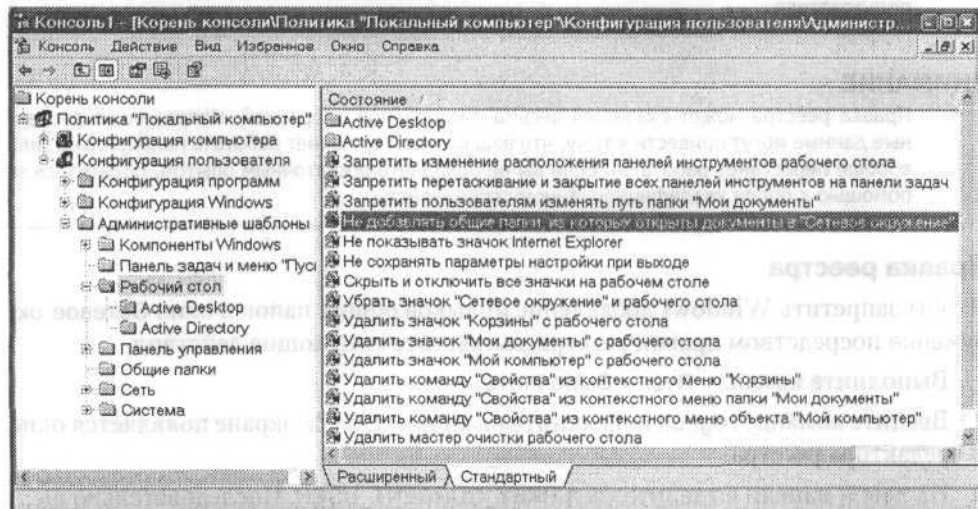 Консоль1 - [Корень консоли\Политика "Локальный компьютер"\Конфигурация пользователя\Администр...
Консоль Действие Вид Избранное Окно Справка
Корень консоли
Политика "Локальный компьютер"
Конфигурация компьютера
Конфигурация пользователя
Конфигурация программ
Конфигурация Windows
Административные шаблоны
Компоненты Windows
Панель задач и меню "Пус
Рабочий стол
Active Desktop
Active Directory
Панель управления
Общие папки
Сеть
Система
Состояние
Active Desktop
Active Directory
Запретить изменение расположения панелей инструментов рабочего стола
Запретить перетаскивание и закрытие всех панелей инструментов на панели задач
Запретить пользователям изменять путь папки "Мои документы"
Не добавлять общие папки, из которых открыты документы в "Сетевое окружение"
Не показывать значок Internet Explorer
Не сохранять параметры настройки при выходе
Скрыть и отключить все значки на рабочем столе
Убрать значок "Сетевое окружение" и рабочего стола
Удалить значок "Корзины" с рабочего стола
Удалить значок "Мои документы" с рабочего стола
Удалить значок "Мой компьютер" с рабочего стола
Удалить команду "Свойства" из контекстного меню "Корзины"
Удалить команду "Свойства" из контекстного меню папки "Мои документы"
Удалить команду "Свойства" из контекстного меню объекта "Мой компьютер"
Удалить мастер очистки рабочего стола
Расширенный Стандартный